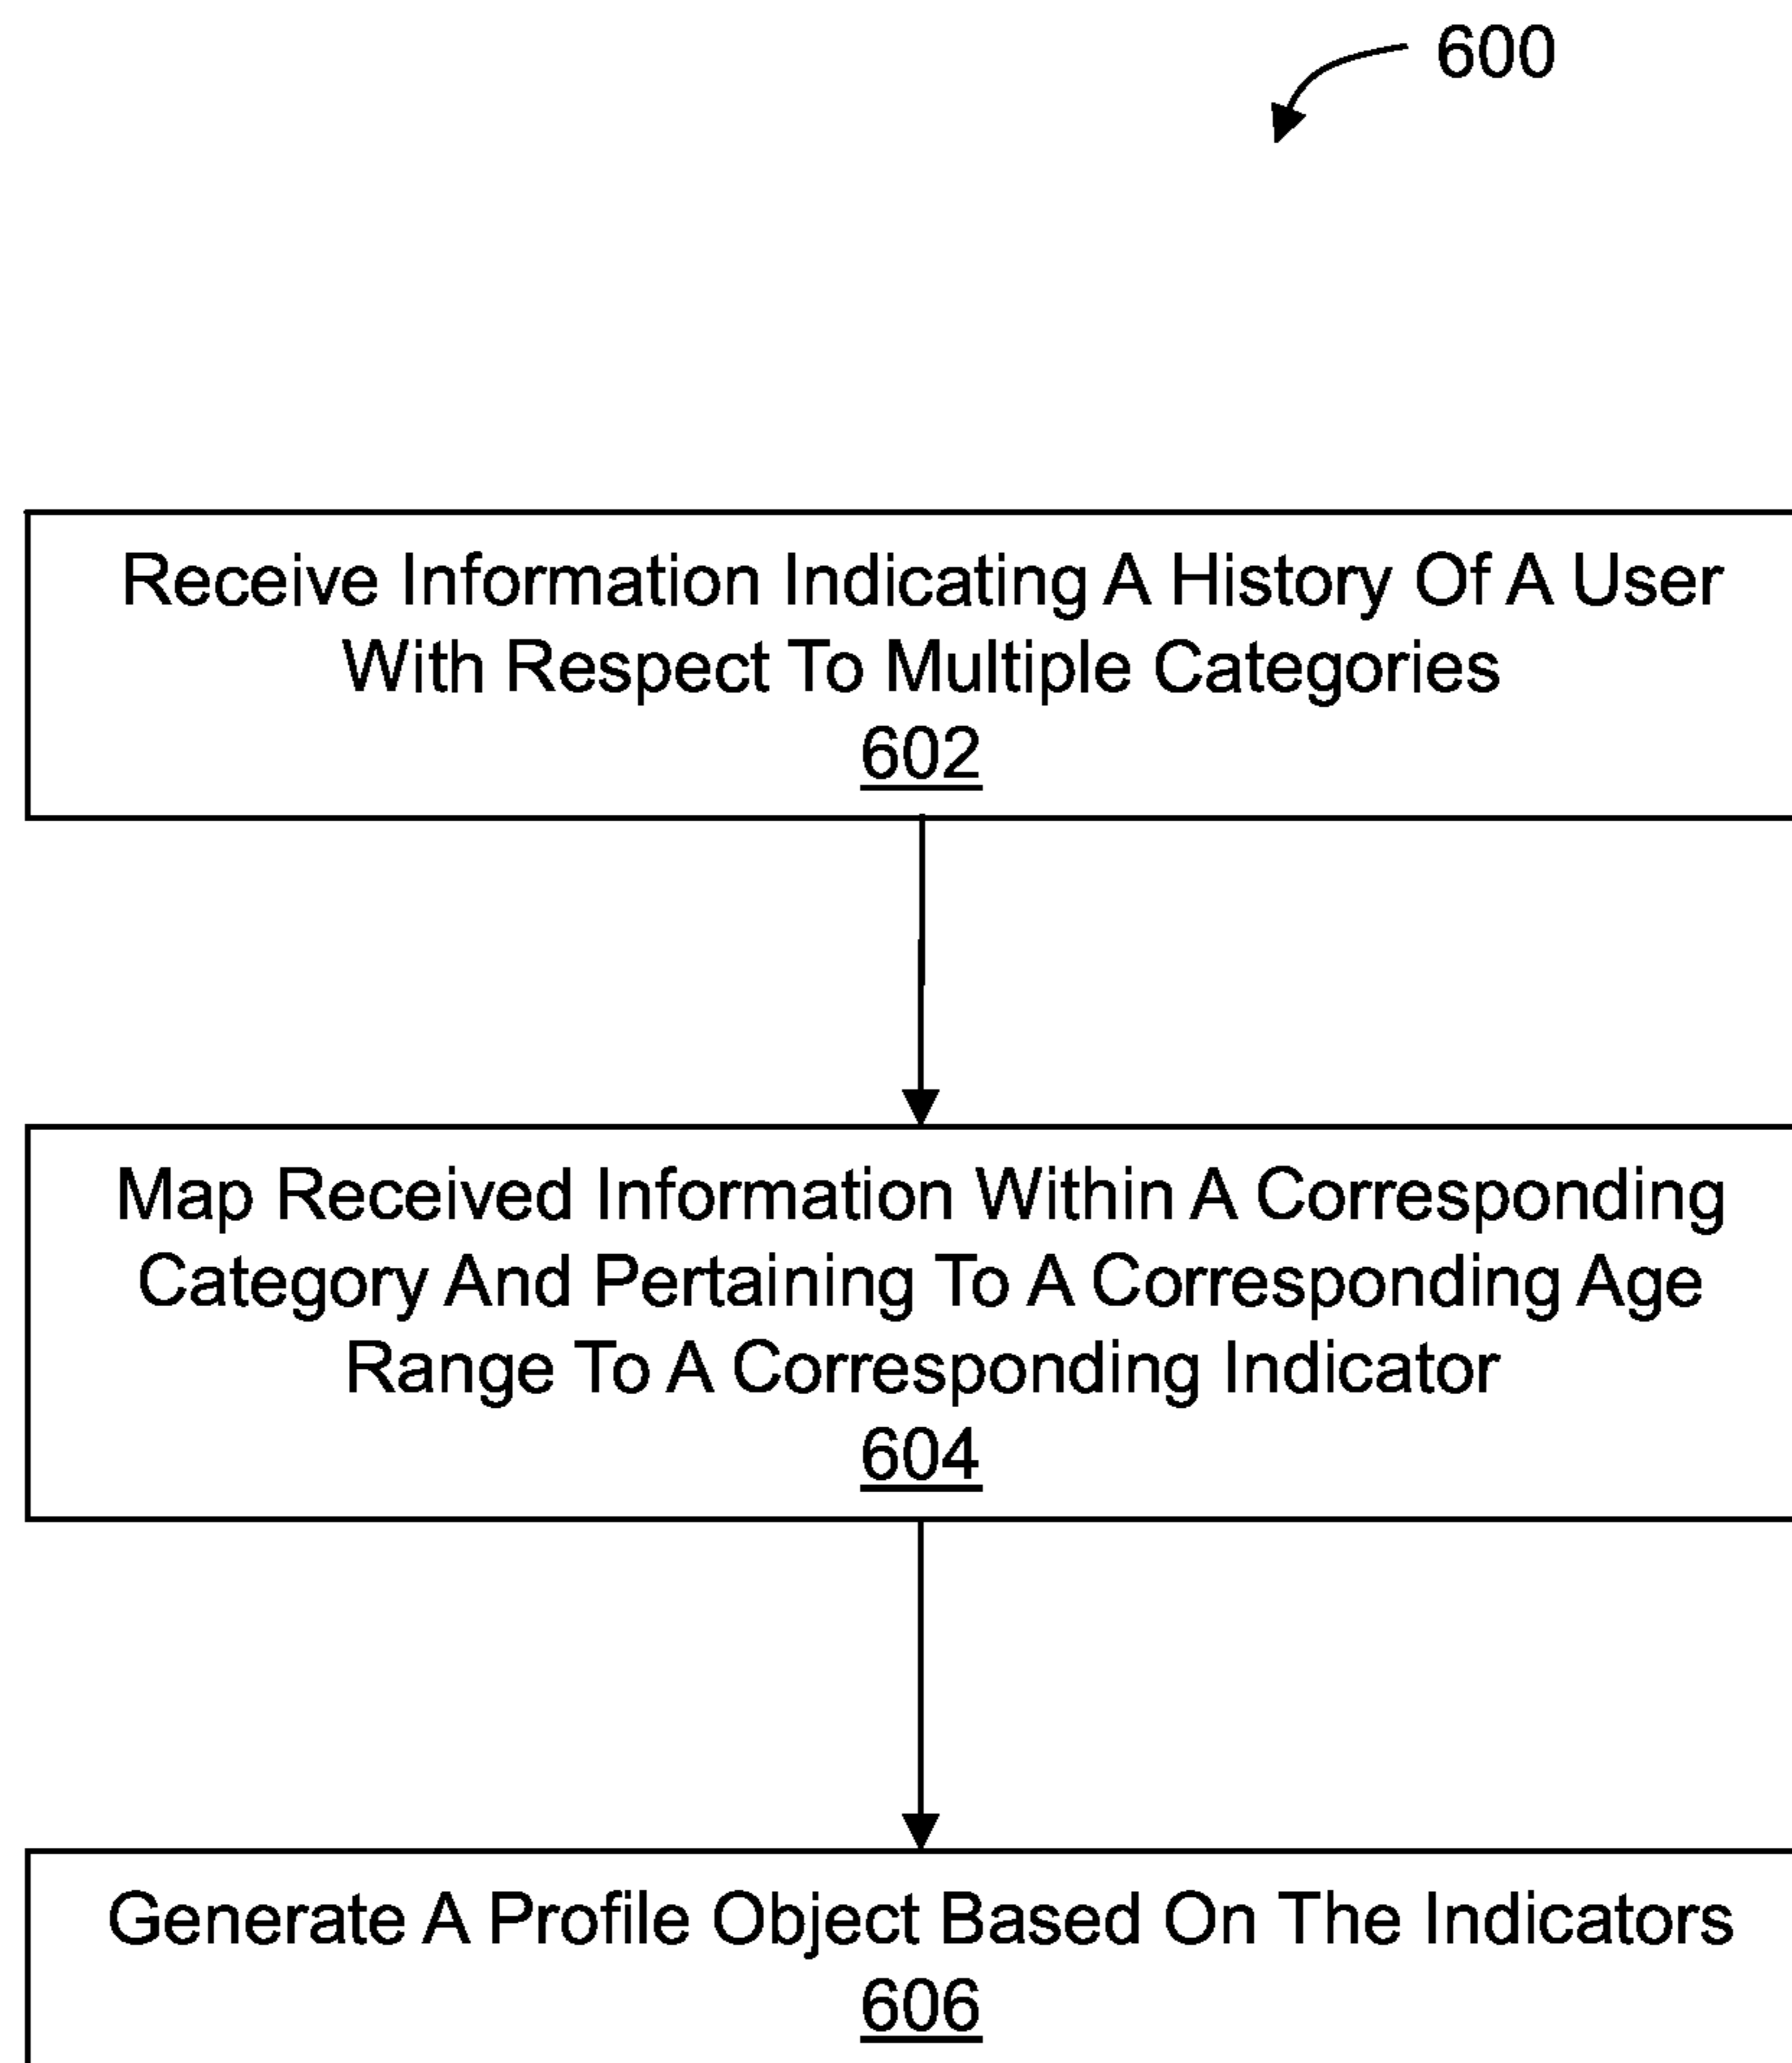 600
Receive Information Indicating A History Of A User
With Respect To Multiple Categories
602
Map Received Information Within A Corresponding
Category And Pertaining To A Corresponding Age
Range To A Corresponding Indicator
604
Generate A Profile Object Based On The Indicators
606